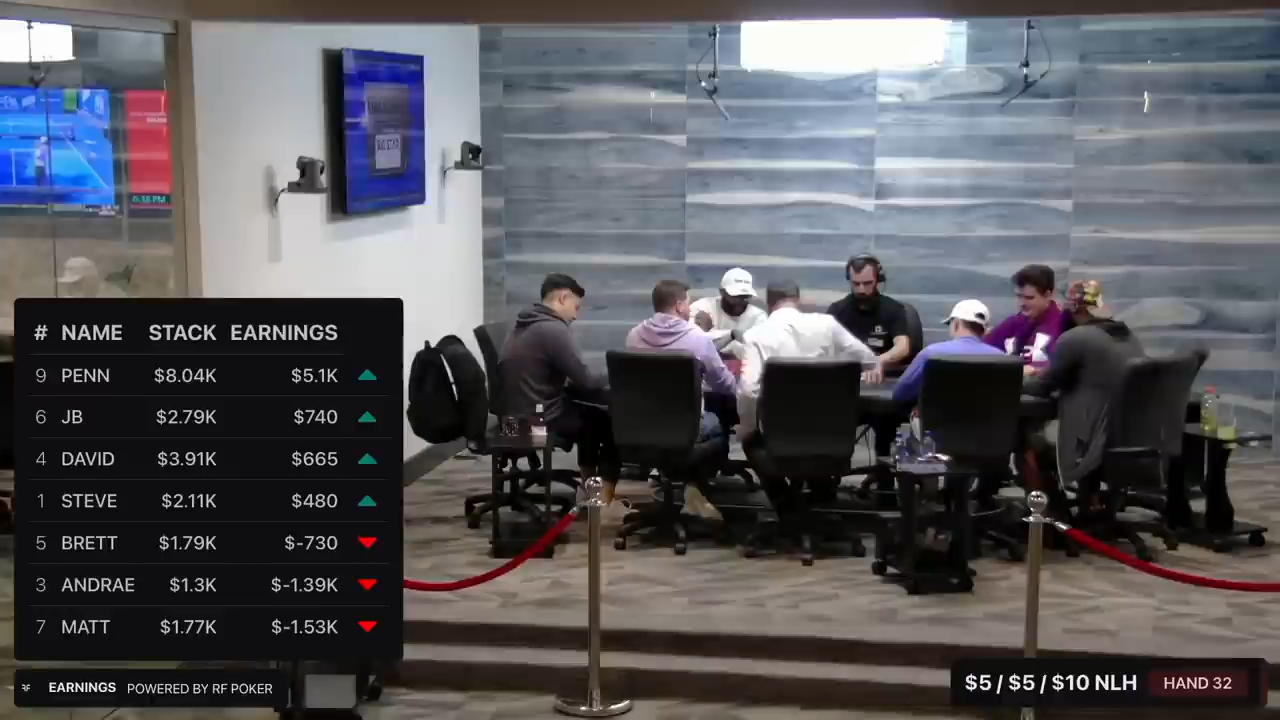 # NAME STACK EARNINGS
9 PENN $8.04K $5.1K
6 JB $2.79K $740
4 DAVID $3.91K $665
1 STEVE $2.11K $480
5 BRETT $1.79K $-730
3 ANDRAE $1.3K $-1.39K
7 MATT $1.77K $-1.53K
EARNINGS POWERED BY RF POKER
$5 / $5 / $10 NLH HAND 32